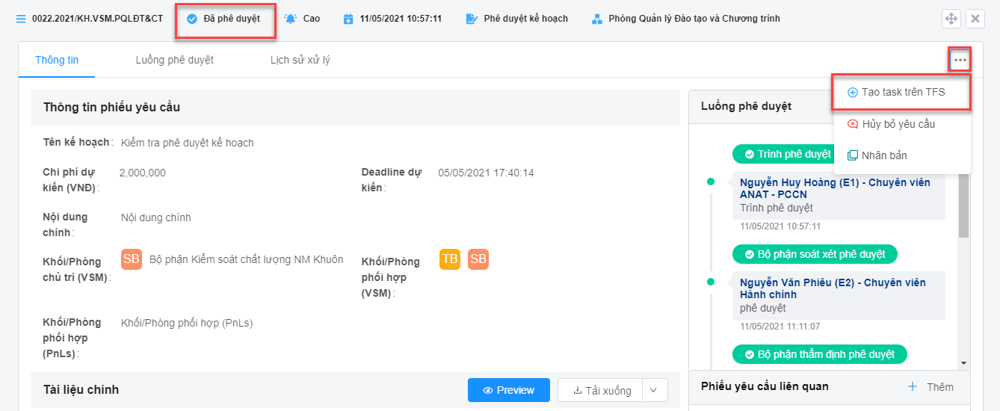 0022.2021/KH.VSM.PQLĐT&CT Đã phê duyệt Cao 11/05/2021 10:57:11 Phê duyệt kế hoạch Phòng Quản lý Đào tạo và Chương trình
Thông tin Luồng phê duyệt Lịch sử xử lý
Tạo task trên TFS
Hủy bỏ yêu cầu
Nhân bản
Thông tin phiếu yêu cầu
Tên kế hoạch: Kiểm tra phê duyệt kế hoạch
Chi phí dự
kiến (VNĐ): 2,000,000
Deadline dự
kiến: 05/05/2021 17:40:14
Nội dung
chính: Nội dung chính
Khối/Phòng
chủ trì (VSM): SB Bộ phận Kiểm soát chất lượng NM Khuôn
Khối/Phòng
phối hợp
(VSM): TB SB
Khối/Phòng
phối hợp
(PnLs): Khối/Phòng phối hợp (PnLs)
Tài liệu chính Preview Tải xuống
Luồng phê duyệt
Trình phê duyệt
Nguyễn Huy Hoàng (E1) - Chuyên viên
ANAT - PCCN
Trình phê duyệt
11/05/2021 10:57:11
Bộ phận soát xét phê duyệt
Nguyễn Văn Phiêu (E2) - Chuyên viên
Hành chính
phê duyệt
11/05/2021 11:11:07
Bộ phận thẩm định phê duyệt
Phiếu yêu cầu liên quan Thêm